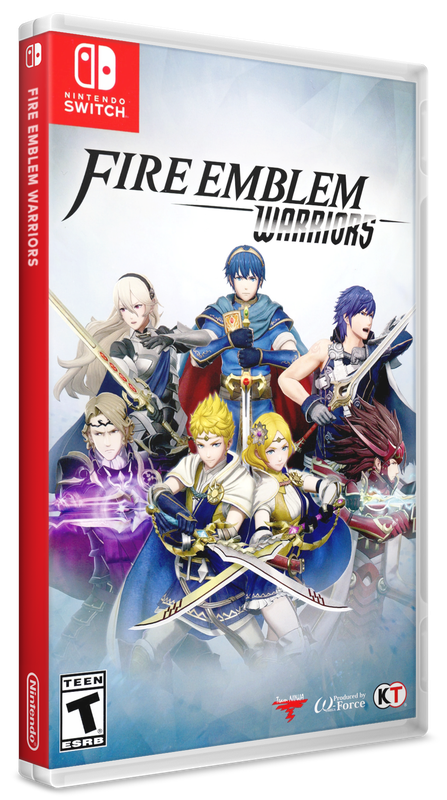 NINTENDO
SWITCH
FIRE EMBLEM WARRIORS
FIRE EMBLEM
WARRIORS
TEEN
T
ESRB
Nintendo
Team NINJA
Produced by
ω-Force
KT